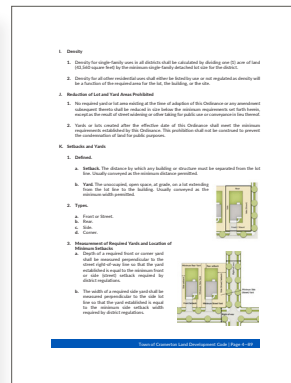 I. Density
1. Density for single-family uses in all districts shall be calculated by dividing one (1) acre of land
(43,560-square feet) by the minimum single-family detached lot size for the district.
2. Density for all other residential uses shall either be listed by use or not regulated as density will
be a function of the required area for the lot, the building, or the site.
J. Reduction of Lot and Yard Areas Prohibited
1. No required yard or lot area existing at the time of adoption of this Ordinance or any amendment
subsequent thereto shall be reduced in size below the minimum requirements set forth herein,
except as the result of street widening or other taking for public use or conveyance in lieu thereof.
2. Yards or lots created after the effective date of this Ordinance shall meet the minimum
requirements established by this Ordinance. This prohibition shall not be construed to prevent
the condemnation of land for public purposes.
K. Setbacks and Yards
1. Defined.
a. Setback. The distance by which any building or structure must be separated from the lot
line. Usually conveyed as the minimum distance permitted.
b. Yard. The unoccupied, open space, at grade, on a lot extending
from the lot line to the building. Usually conveyed as the
minimum width permitted.
2. Types.
a. Front or Street.
b. Rear.
c. Side.
d. Corner.
3. Measurement of Required Yards and Location of
Minimum Setbacks
a. Depth of a required front or corner yard
shall be measured perpendicular to the
street right-of-way line so that the yard
established is equal to the minimum front
or side (street) setback required by
district regulations.
b. The width of a required side yard shall be
measured perpendicular to the side lot
line so that the yard established is equal
to the minimum side setback width
required by district regulations.
Town of Cramerton Land Development Code | Page 4-69